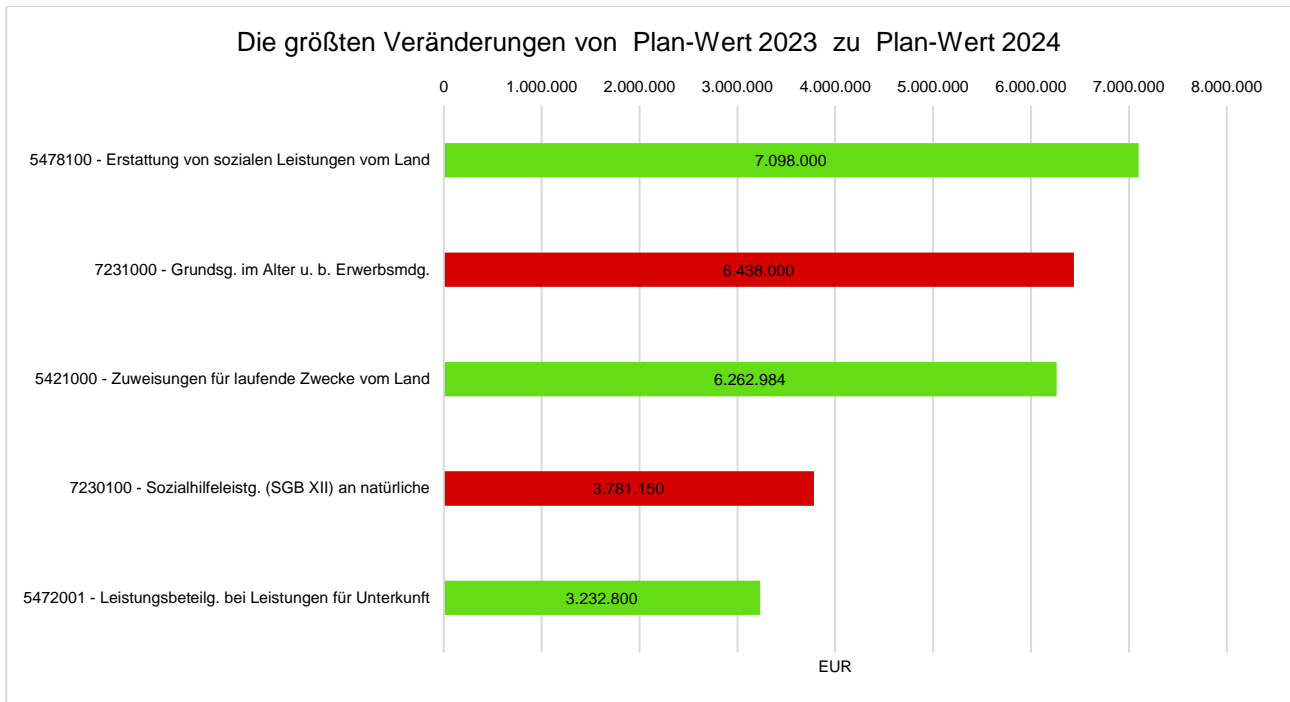 Die größten Veränderungen von Plan-Wert 2023 zu Plan-Wert 2024
0 1.000.000 2.000.000 3.000.000 4.000.000 5.000.000 6.000.000 7.000.000 8.000.000
5478100 - Erstattung von sozialen Leistungen vom Land 7.098.000
7231000 - Grundsg. im Alter u. b. Erwerbsmdg. 6.438.000
5421000 - Zuweisungen für laufende Zwecke vom Land 6.262.984
7230100 - Sozialhilfeleistg. (SGB XII) an natürliche 3.781.150
5472001 - Leistungsbeteilg. bei Leistungen für Unterkunft 3.232.800
EUR